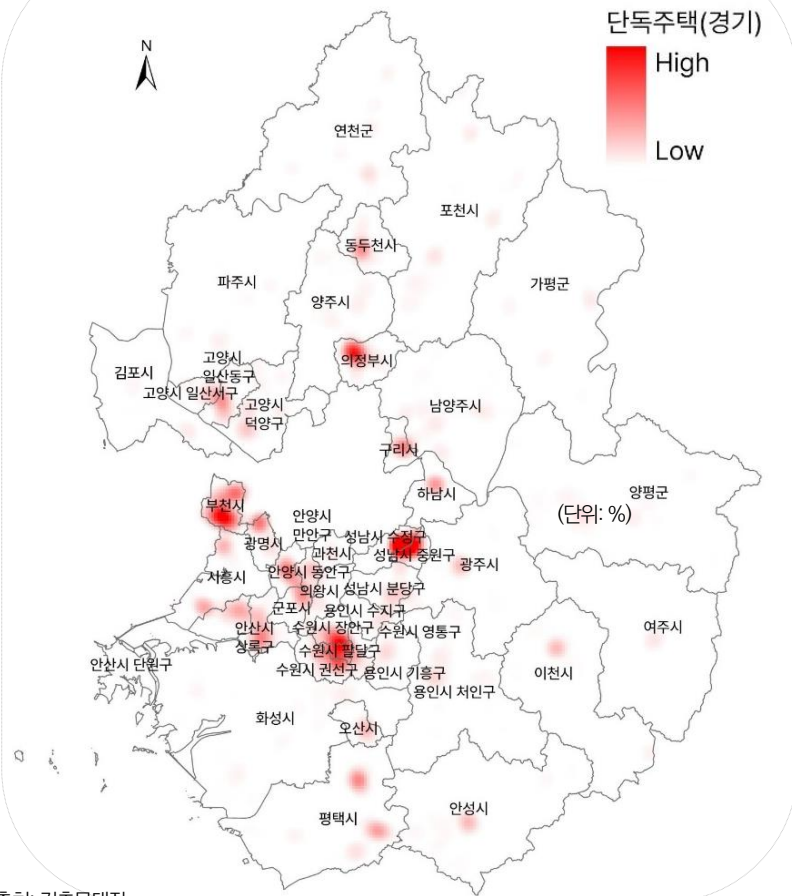 단독주택(경기)
High
Low
N
연천군
포천시
동두천시
파주시
가평군
양주시
고양시
일산동구
의정부시
김포시
고양시 일산서구
고양시
덕양구
남양주시
구리시
하남시
양평군
(단위: %)
부천시
안양시
만안구
광명시
과천시
성남시 수정구
성남시 중원구
광주시
시흥시
안양시 동안구
의왕시
성남시 분당구
군포시
용인시 수지구
안산시
상록구
수원시 장안구
수원시 영통구
여주시
안산시 단원구
수원시 팔달구
수원시 권선구
용인시 기흥구
이천시
용인시 처인구
화성시
오산시
평택시
안성시